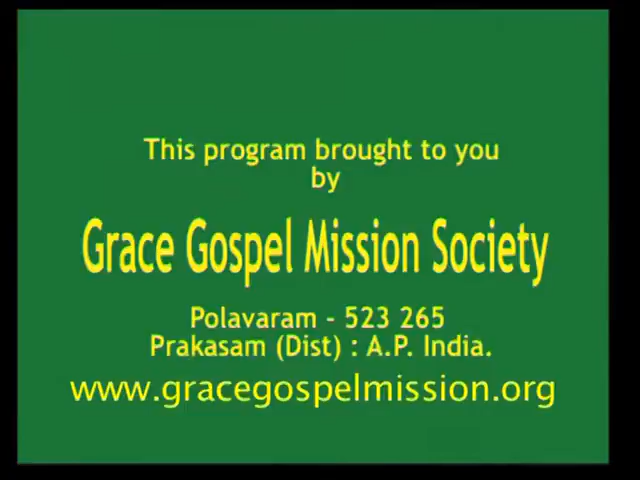 This program brought to you
by
Grace Gospel Mission Society
Polavaram - 523 265
Prakasam (Dist) : A.P. India.
www.gracegospelmission.org